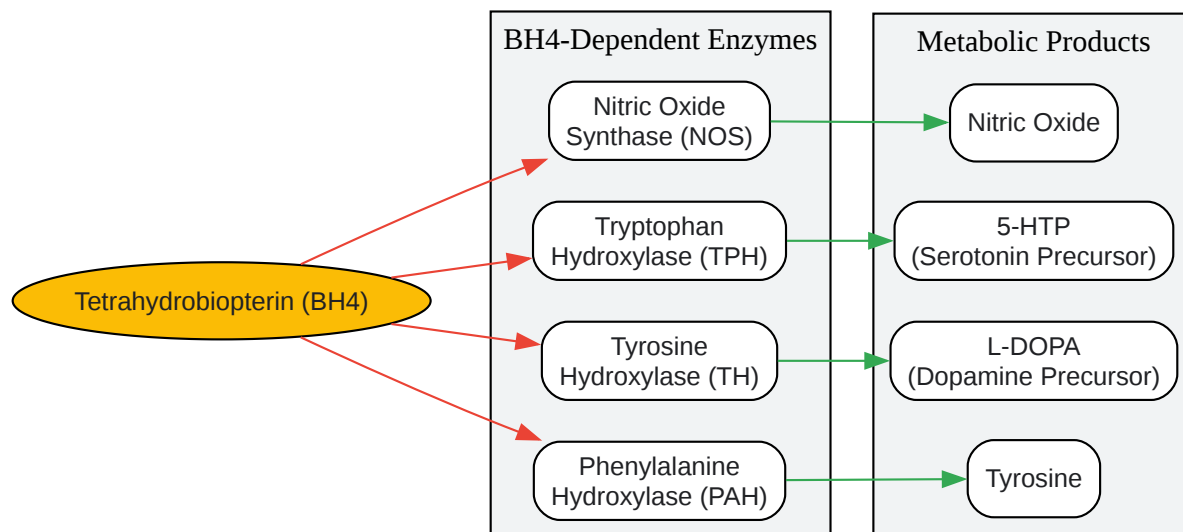 BH4-Dependent Enzymes
Metabolic Products
Nitric Oxide
Synthase (NOS)
Nitric Oxide
Tryptophan
Hydroxylase (TPH)
5-HTP
(Serotonin Precursor)
Tetrahydrobiopterin (BH4)
Tyrosine
Hydroxylase (TH)
L-DOPA
(Dopamine Precursor)
Phenylalanine
Hydroxylase (PAH)
Tyrosine